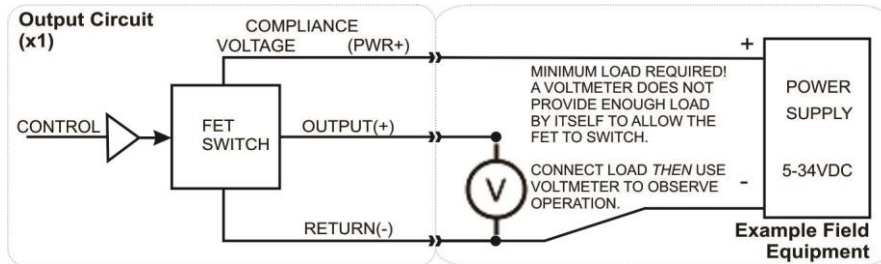 Output Circuit
(x1)
COMPLIANCE
VOLTAGE (PWR+)
CONTROL
FET
SWITCH
OUTPUT(+)
RETURN(-)
MINIMUM LOAD REQUIRED!
A VOLTMETER DOES NOT
PROVIDE ENOUGH LOAD
BY ITSELF TO ALLOW THE
FET TO SWITCH.
CONNECT LOAD THEN USE
VOLTMETER TO OBSERVE
OPERATION.
V
+
-
POWER
SUPPLY
5-34VDC
Example Field
Equipment